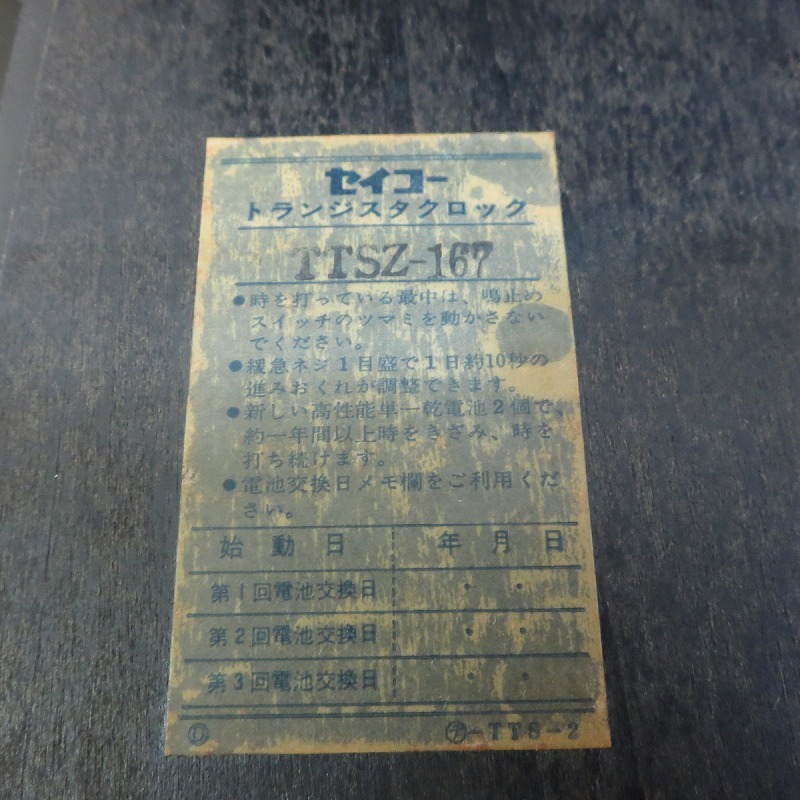 セイコー
トランジスタクロック
TTSZ-167
●時を打っている最中は、鳴止め
スイッチのツマミを動かさない
でください。
●緩急ネジ1目盛で1日約10秒の
進みおくれが調整できます。
●新しい高性能単一乾電池2個で、
約一年間以上時をきざみ、時を
打ち続けます。
●電池交換日メモ欄をご利用くだ
さい。
始動日 年月日
第1回電池交換日 ・ ・
第2回電池交換日 ・ ・
第3回電池交換日 ・ ・
Ⓓ ㋐-TTS-2